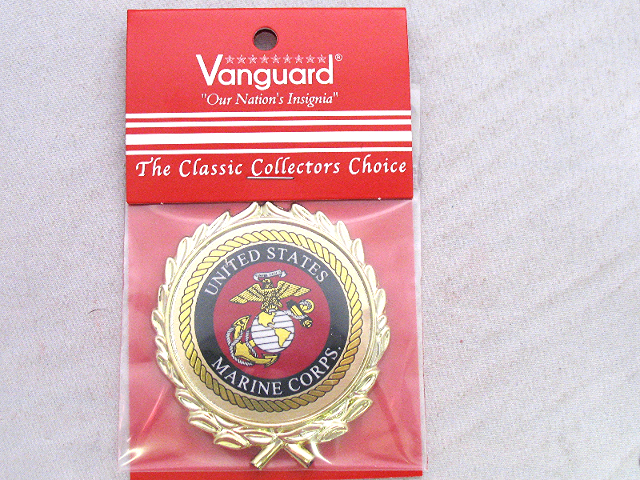 Vanguard®
"Our Nation's Insignia"
The Classic Collectors Choice
UNITED STATES
MARINE CORPS.